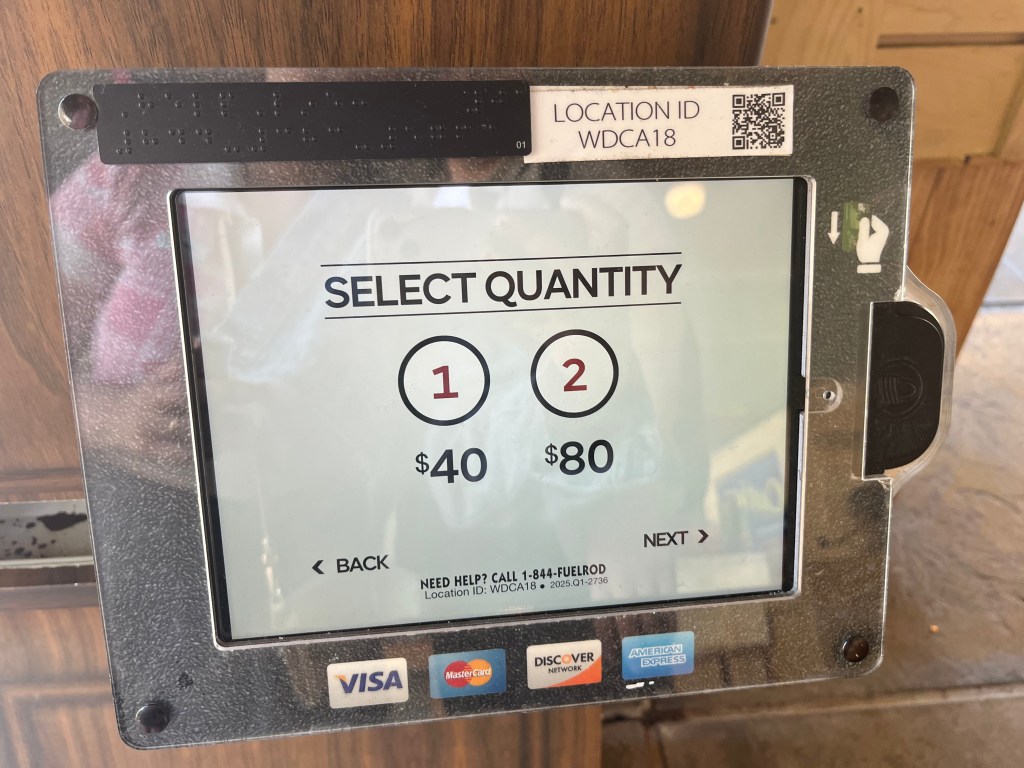 01
LOCATION ID
WDCA18
SELECT QUANTITY
1 2
$40 $80
< BACK
NEXT >
NEED HELP? CALL 1-844-FUELROD
Location ID: WDCA18 ● 2025.Q1-2736
VISA
MasterCard
DISCOVER
NETWORK
AMERICAN
EXPRESS